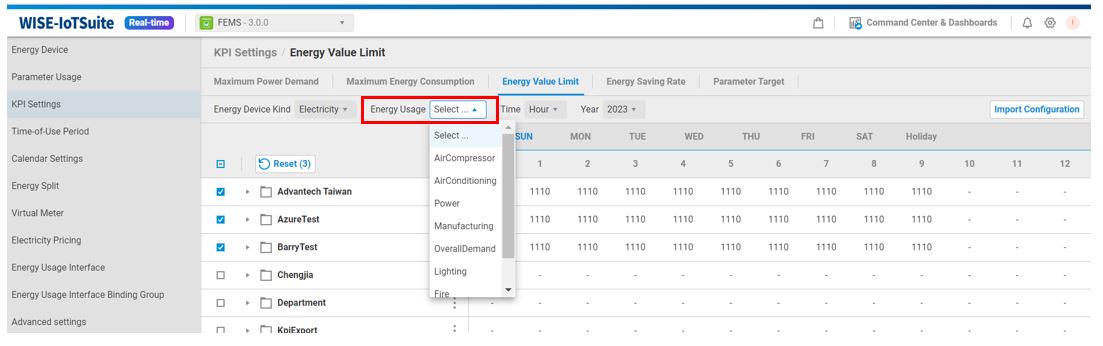 WISE-IoTSuite Real-time FEMS - 3.0.0 Command Center & Dashboards I
Energy Device
Parameter Usage
KPI Settings
Time-of-Use Period
Calendar Settings
Energy Split
Virtual Meter
Electricity Pricing
Energy Usage Interface
Energy Usage Interface Binding Group
Advanced settings
KPI Settings / Energy Value Limit
Maximum Power Demand Maximum Energy Consumption Energy Value Limit Energy Saving Rate Parameter Target
Energy Device Kind Electricity Energy Usage Select ... Time Hour Year 2023 Import Configuration
Select ...
AirCompressor
AirConditioning
Power
Manufacturing
OverallDemand
Lighting
Fire
SUN MON TUE WED THU FRI SAT Holiday
Reset (3) 1 2 3 4 5 6 7 8 9 10 11 12
Advantech Taiwan 1110 1110 1110 1110 1110 1110 1110 1110 1110 - - -
AzureTest 1110 1110 1110 1110 1110 1110 1110 1110 1110 - - -
BarryTest 1110 1110 1110 1110 1110 1110 1110 1110 1110 - - -
Chengjia - - - - - - - - - - - -
Department - - - - - - - - - - - - -
KpiExport - - - - - - - - - - - - -